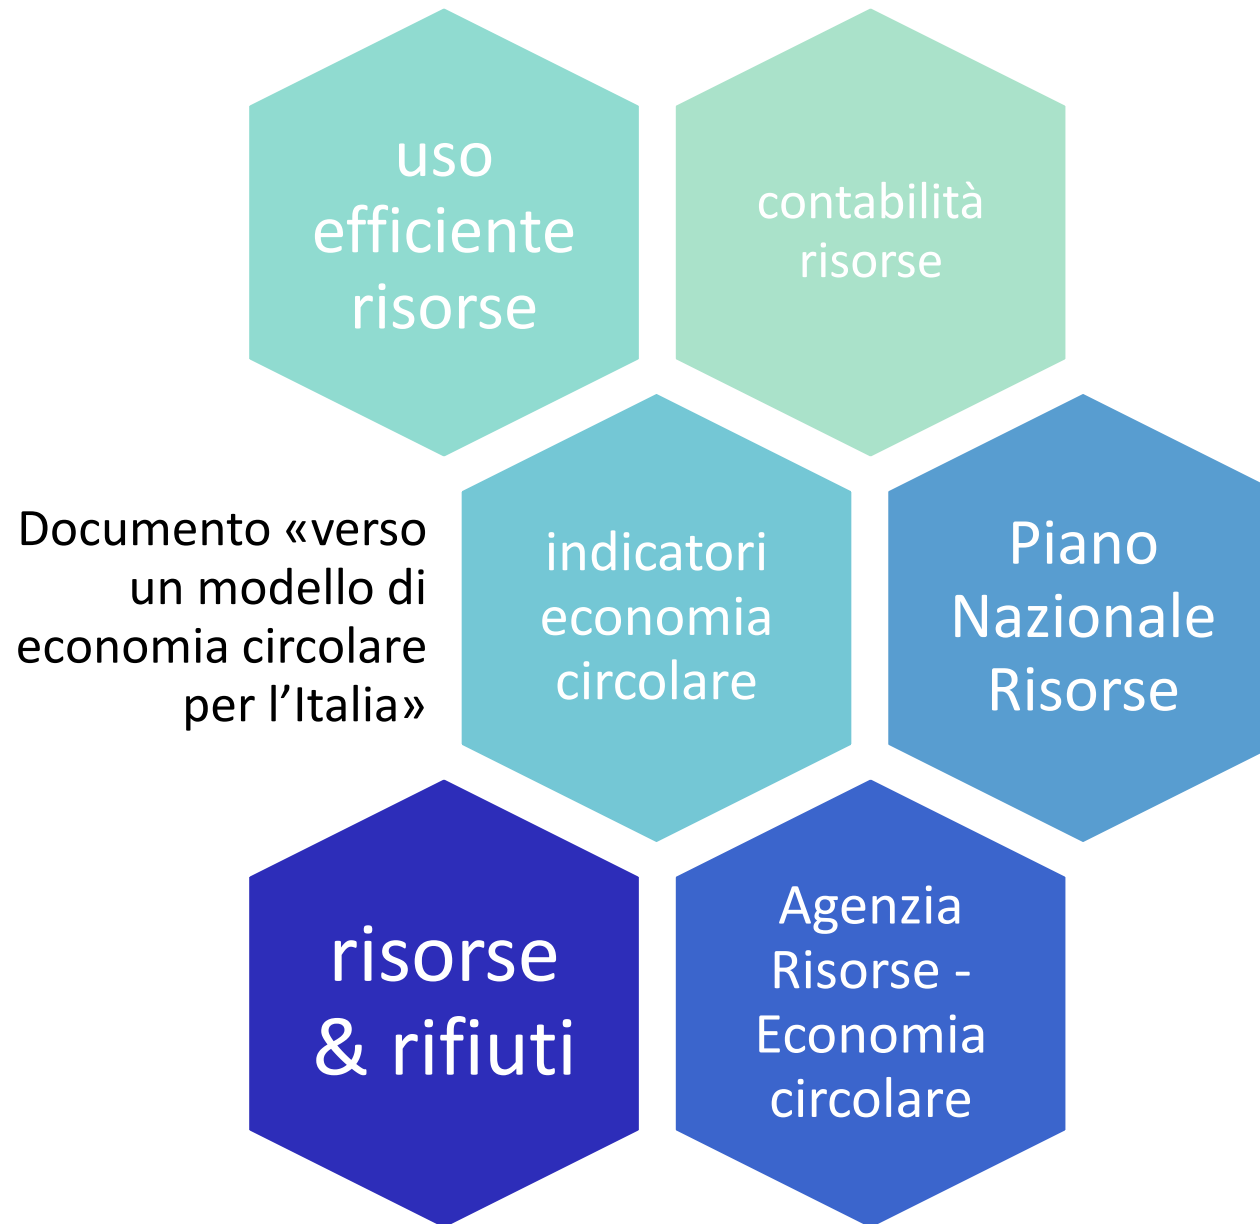 uso
efficiente
risorse
contabilità
risorse
Documento «verso
un modello di
economia circolare
per l’Italia»
indicatori
economia
circolare
Piano
Nazionale
Risorse
risorse
& rifiuti
Agenzia
Risorse -
Economia
circolare